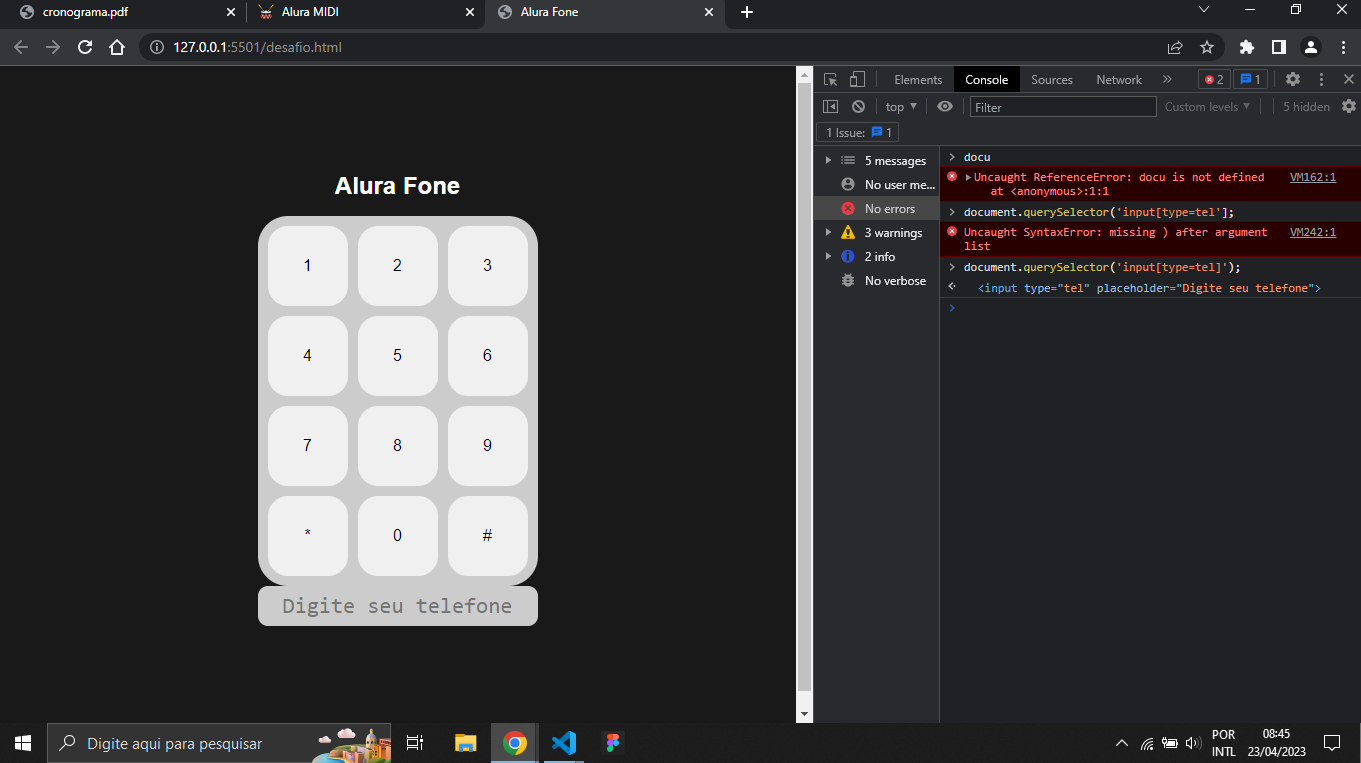 cronograma.pdf
Alura MIDI
Alura Fone
127.0.0.1:5501/desafio.html
Elements
Console
Sources
Network
2
1
top
Filter
Custom levels
5 hidden
1 Issue:
1
5 messages
No user me...
No errors
3 warnings
2 info
No verbose
docu
Uncaught ReferenceError: docu is not defined
VM162:1
at <anonymous>:1:1
document.querySelector('input[type=tel'];
Uncaught SyntaxError: missing ) after argument
VM242:1
list
document.querySelector('input[type=tel]');
<input type="tel" placeholder="Digite seu telefone">
Alura Fone
1 2 3
4 5 6
7 8 9
* 0 #
Digite seu telefone
Digite aqui para pesquisar
POR
INTL
08:45
23/04/2023